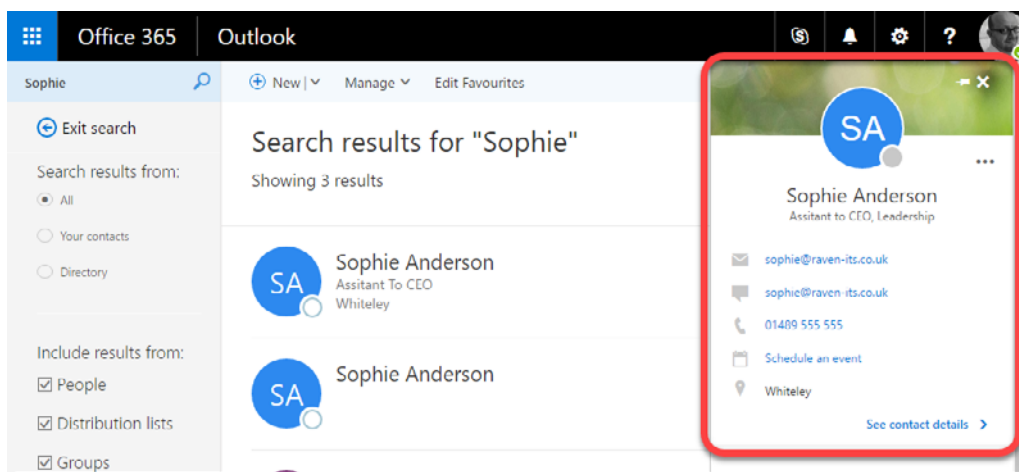 Office 365
Outlook
?
Sophie
New
Manage
Edit Favourites
Exit search
Search results from:
All
Your contacts
Directory
Include results from:
People
Distribution lists
Groups
Search results for "Sophie"
Showing 3 results
SA
Sophie Anderson
Assitant To CEO
Whiteley
SA
Sophie Anderson
SA
Sophie Anderson
Assitant to CEO, Leadership
sophie@raven-its.co.uk
sophie@raven-its.co.uk
01489 555 555
Schedule an event
Whiteley
See contact details